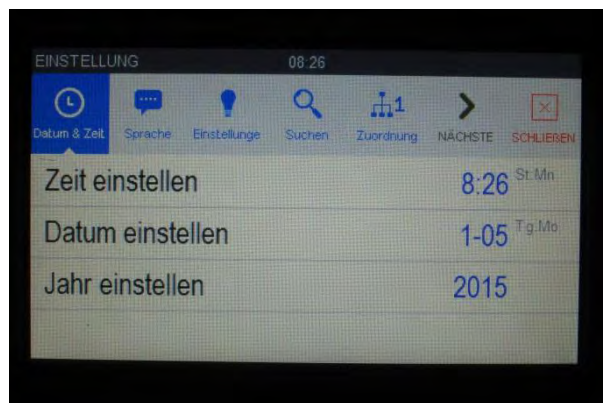 EINSTELLUNG 08:26
Datum & Zeit Sprache Einstellunge Suchen Zuordnung 1 NÄCHSTE SCHLIEßEN
Zeit einstellen 8:26 St:Mn
Datum einstellen 1-05 Tg:Mo
Jahr einstellen 2015